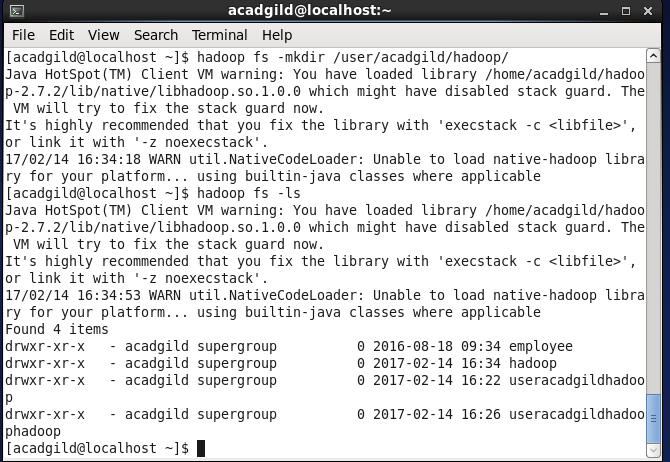 acadgild@localhost:~
File Edit View Search Terminal Help
[acadgild@localhost ~]$ hadoop fs -mkdir /user/acadgild/hadoop/
Java HotSpot(TM) Client VM warning: You have loaded library /home/acadgild/hadoo
p-2.7.2/lib/native/libhadoop.so.1.0.0 which might have disabled stack guard. The
 VM will try to fix the stack guard now.
It's highly recommended that you fix the library with 'execstack -c <libfile>',
or link it with '-z noexecstack'.
17/02/14 16:34:18 WARN util.NativeCodeLoader: Unable to load native-hadoop libra
ry for your platform... using builtin-java classes where applicable
[acadgild@localhost ~]$ hadoop fs -ls
Java HotSpot(TM) Client VM warning: You have loaded library /home/acadgild/hadoo
p-2.7.2/lib/native/libhadoop.so.1.0.0 which might have disabled stack guard. The
 VM will try to fix the stack guard now.
It's highly recommended that you fix the library with 'execstack -c <libfile>',
or link it with '-z noexecstack'.
17/02/14 16:34:53 WARN util.NativeCodeLoader: Unable to load native-hadoop libra
ry for your platform... using builtin-java classes where applicable
Found 4 items
drwxr-xr-x   - acadgild supergroup          0 2016-08-18 09:34 employee
drwxr-xr-x   - acadgild supergroup          0 2017-02-14 16:34 hadoop
drwxr-xr-x   - acadgild supergroup          0 2017-02-14 16:22 useracadgildhadoo
p
drwxr-xr-x   - acadgild supergroup          0 2017-02-14 16:26 useracadgildhadoo
phadoop
[acadgild@localhost ~]$